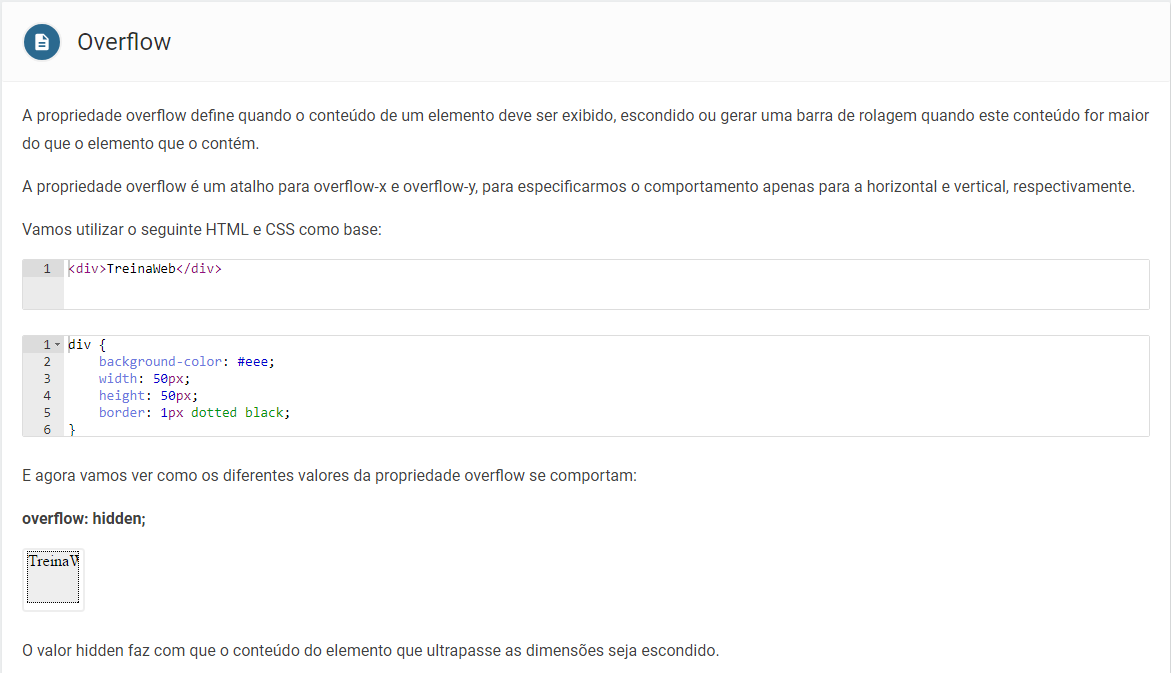 Overflow
A propriedade overflow define quando o conteúdo de um elemento deve ser exibido, escondido ou gerar uma barra de rolagem quando este conteúdo for maior
do que o elemento que o contém.
A propriedade overflow é um atalho para overflow-x e overflow-y, para especificarmos o comportamento apenas para a horizontal e vertical, respectivamente.
Vamos utilizar o seguinte HTML e CSS como base:
1 <div>TreinaWeb</div>
1 div {
2 background-color: #eee;
3 width: 50px;
4 height: 50px;
5 border: 1px dotted black;
6 }
E agora vamos ver como os diferentes valores da propriedade overflow se comportam:
overflow: hidden;
TreinaW
O valor hidden faz com que o conteúdo do elemento que ultrapasse as dimensões seja escondido.